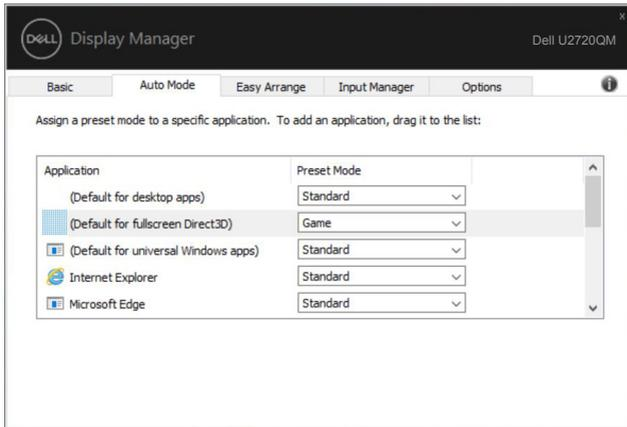 x
DELL Display Manager
Dell U2720QM
Basic Auto Mode Easy Arrange Input Manager Options
Assign a preset mode to a specific application. To add an application, drag it to the list:
Application Preset Mode
(Default for desktop apps) Standard
(Default for fullscreen Direct3D) Game
(Default for universal Windows apps) Standard
Internet Explorer Standard
Microsoft Edge Standard